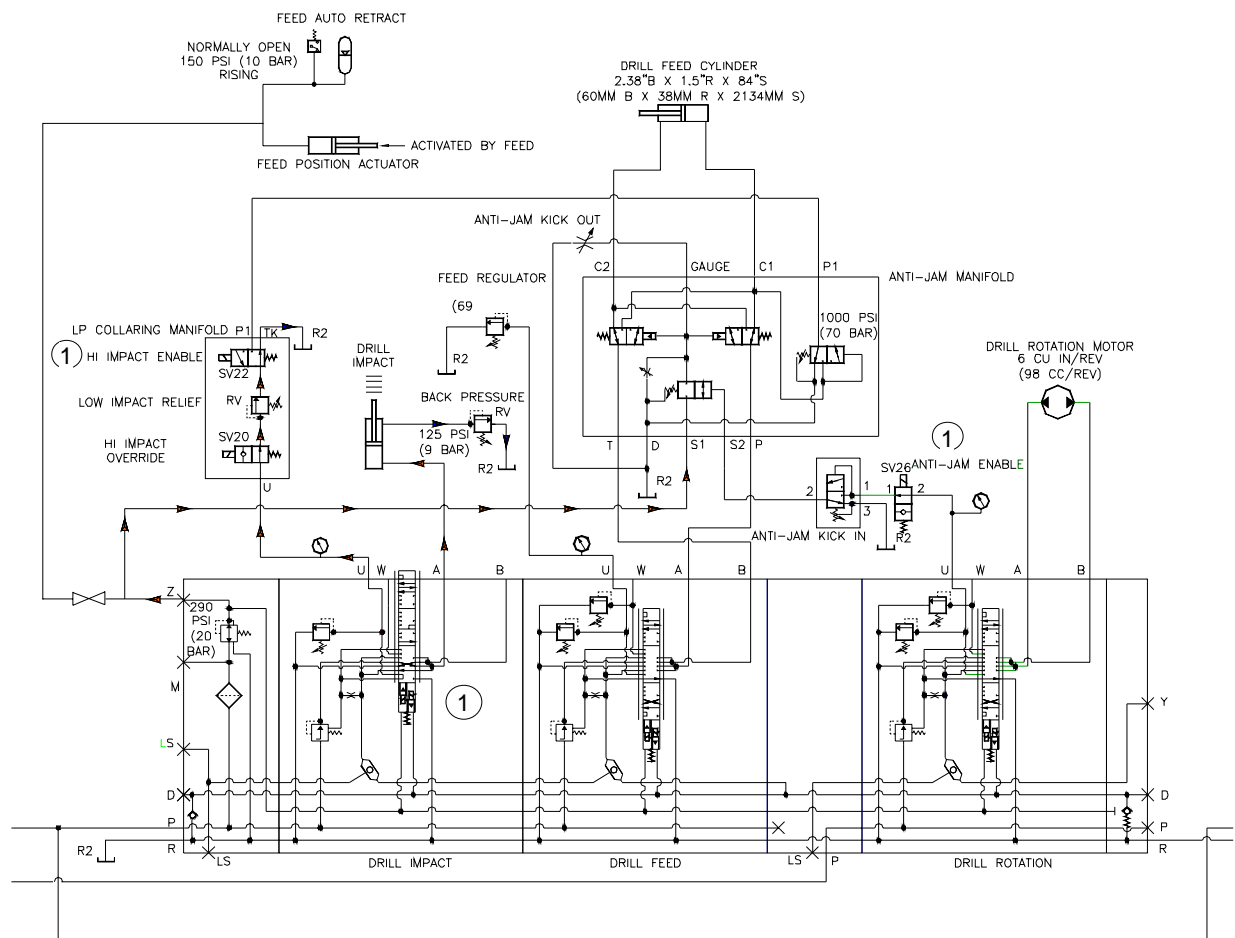 FEED AUTO RETRACT
NORMALLY OPEN
150 PSI (10 BAR)
RISING
DRILL FEED CYLINDER
2.38"B X 1.5"R X 84"S
(60MM B X 38MM R X 2134MM S)
ACTIVATED BY FEED
FEED POSITION ACTUATOR
ANTI-JAM KICK OUT
C2 GAUGE C1 P1
FEED REGULATOR
ANTI-JAM MANIFOLD
(69
1000 PSI
(70 BAR)
LP COLLARING MANIFOLD P1 TK R2
1 HI IMPACT ENABLE
SV22
DRILL
IMPACT
R2
DRILL ROTATION MOTOR
6 CU IN/REV
(98 CC/REV)
LOW IMPACT RELIEF RV
BACK PRESSURE
RV
125 PSI
(9 BAR)
R2
SV20
HI IMPACT
OVERRIDE
T D S1 S2 P
1
ANTI-JAM ENABLE
SV26
R2
U
2 1 1 2
3
R2
ANTI-JAM KICK IN
U W A B U W A B U W A B
Z
290
PSI
(20
BAR)
M
1
Y
LS
D D
P P
R R
R2
LS
LS P
DRILL IMPACT DRILL FEED DRILL ROTATION